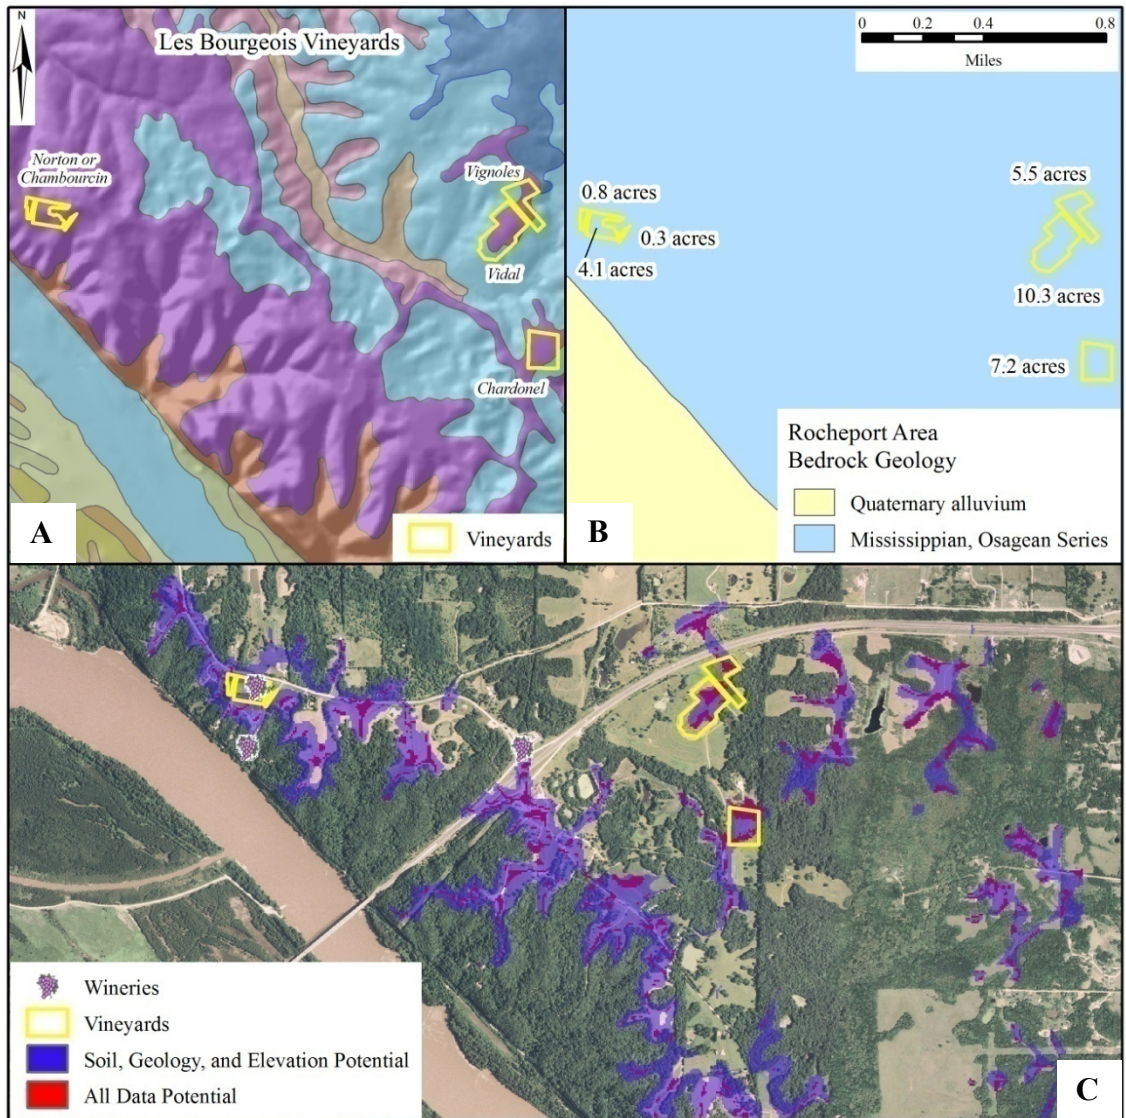 N
Les Bourgeois Vineyards
Norton or
Chambourcin
Vignoles
Vidal
Chardonel
A
Vineyards
0 0.2 0.4 0.8
Miles
5.5 acres
0.8 acres
0.3 acres
4.1 acres
10.3 acres
7.2 acres
Rocheport Area
Bedrock Geology
Quaternary alluvium
Mississippian, Osagean Series
B
Wineries
Vineyards
Soil, Geology, and Elevation Potential
All Data Potential
C